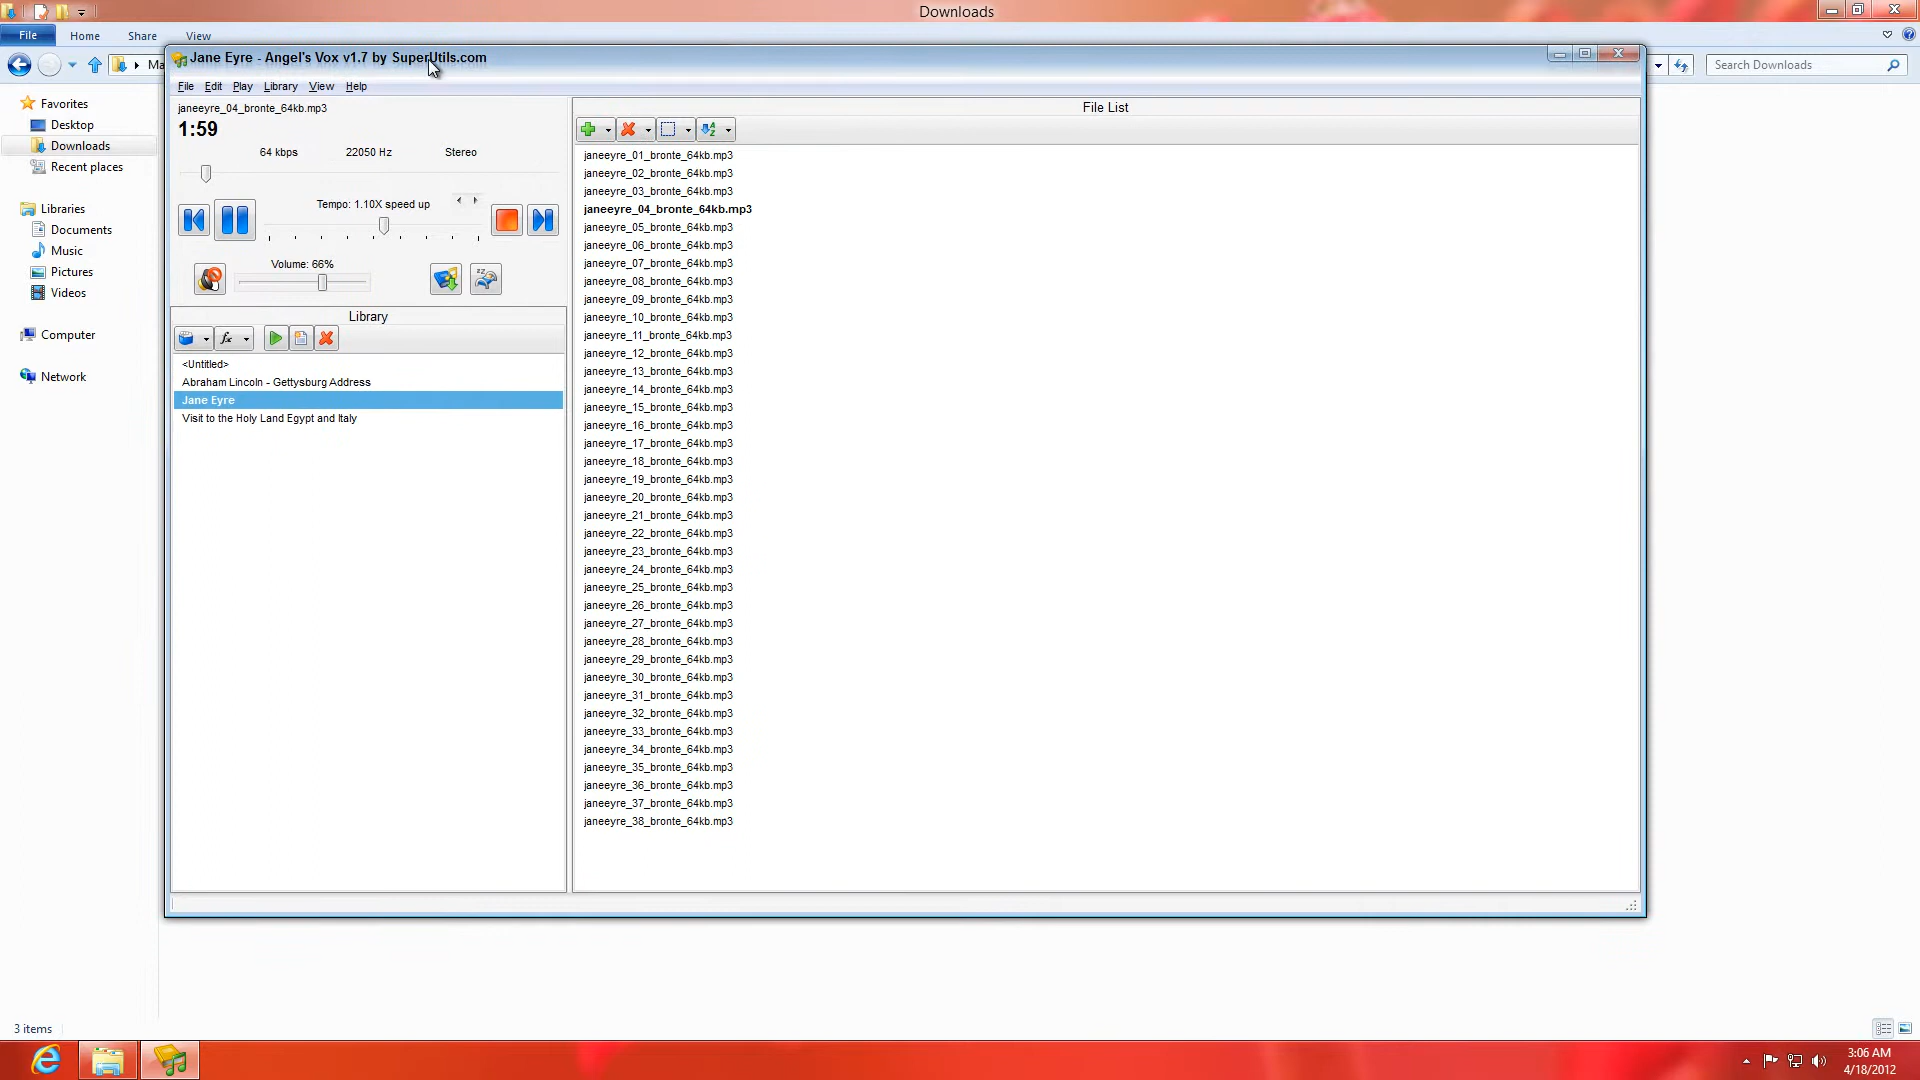 Downloads
File Home Share View
Ma
Search Downloads
Favorites
Desktop
Downloads
Recent places
Libraries
Documents
Music
Pictures
Videos
Computer
Network
Jane Eyre - Angel's Vox v1.7 by SuperUtils.com
File Edit Play Library View Help
janeeyre_04_bronte_64kb.mp3
1:59
64 kbps 22050 Hz Stereo
Tempo: 1.10X speed up
Volume: 66%
Library
<Untitled>
Abraham Lincoln - Gettysburg Address
Jane Eyre
Visit to the Holy Land Egypt and Italy
File List
janeeyre_01_bronte_64kb.mp3
janeeyre_02_bronte_64kb.mp3
janeeyre_03_bronte_64kb.mp3
janeeyre_04_bronte_64kb.mp3
janeeyre_05_bronte_64kb.mp3
janeeyre_06_bronte_64kb.mp3
janeeyre_07_bronte_64kb.mp3
janeeyre_08_bronte_64kb.mp3
janeeyre_09_bronte_64kb.mp3
janeeyre_10_bronte_64kb.mp3
janeeyre_11_bronte_64kb.mp3
janeeyre_12_bronte_64kb.mp3
janeeyre_13_bronte_64kb.mp3
janeeyre_14_bronte_64kb.mp3
janeeyre_15_bronte_64kb.mp3
janeeyre_16_bronte_64kb.mp3
janeeyre_17_bronte_64kb.mp3
janeeyre_18_bronte_64kb.mp3
janeeyre_19_bronte_64kb.mp3
janeeyre_20_bronte_64kb.mp3
janeeyre_21_bronte_64kb.mp3
janeeyre_22_bronte_64kb.mp3
janeeyre_23_bronte_64kb.mp3
janeeyre_24_bronte_64kb.mp3
janeeyre_25_bronte_64kb.mp3
janeeyre_26_bronte_64kb.mp3
janeeyre_27_bronte_64kb.mp3
janeeyre_28_bronte_64kb.mp3
janeeyre_29_bronte_64kb.mp3
janeeyre_30_bronte_64kb.mp3
janeeyre_31_bronte_64kb.mp3
janeeyre_32_bronte_64kb.mp3
janeeyre_33_bronte_64kb.mp3
janeeyre_34_bronte_64kb.mp3
janeeyre_35_bronte_64kb.mp3
janeeyre_36_bronte_64kb.mp3
janeeyre_37_bronte_64kb.mp3
janeeyre_38_bronte_64kb.mp3
3 items
3:06 AM
4/18/2012